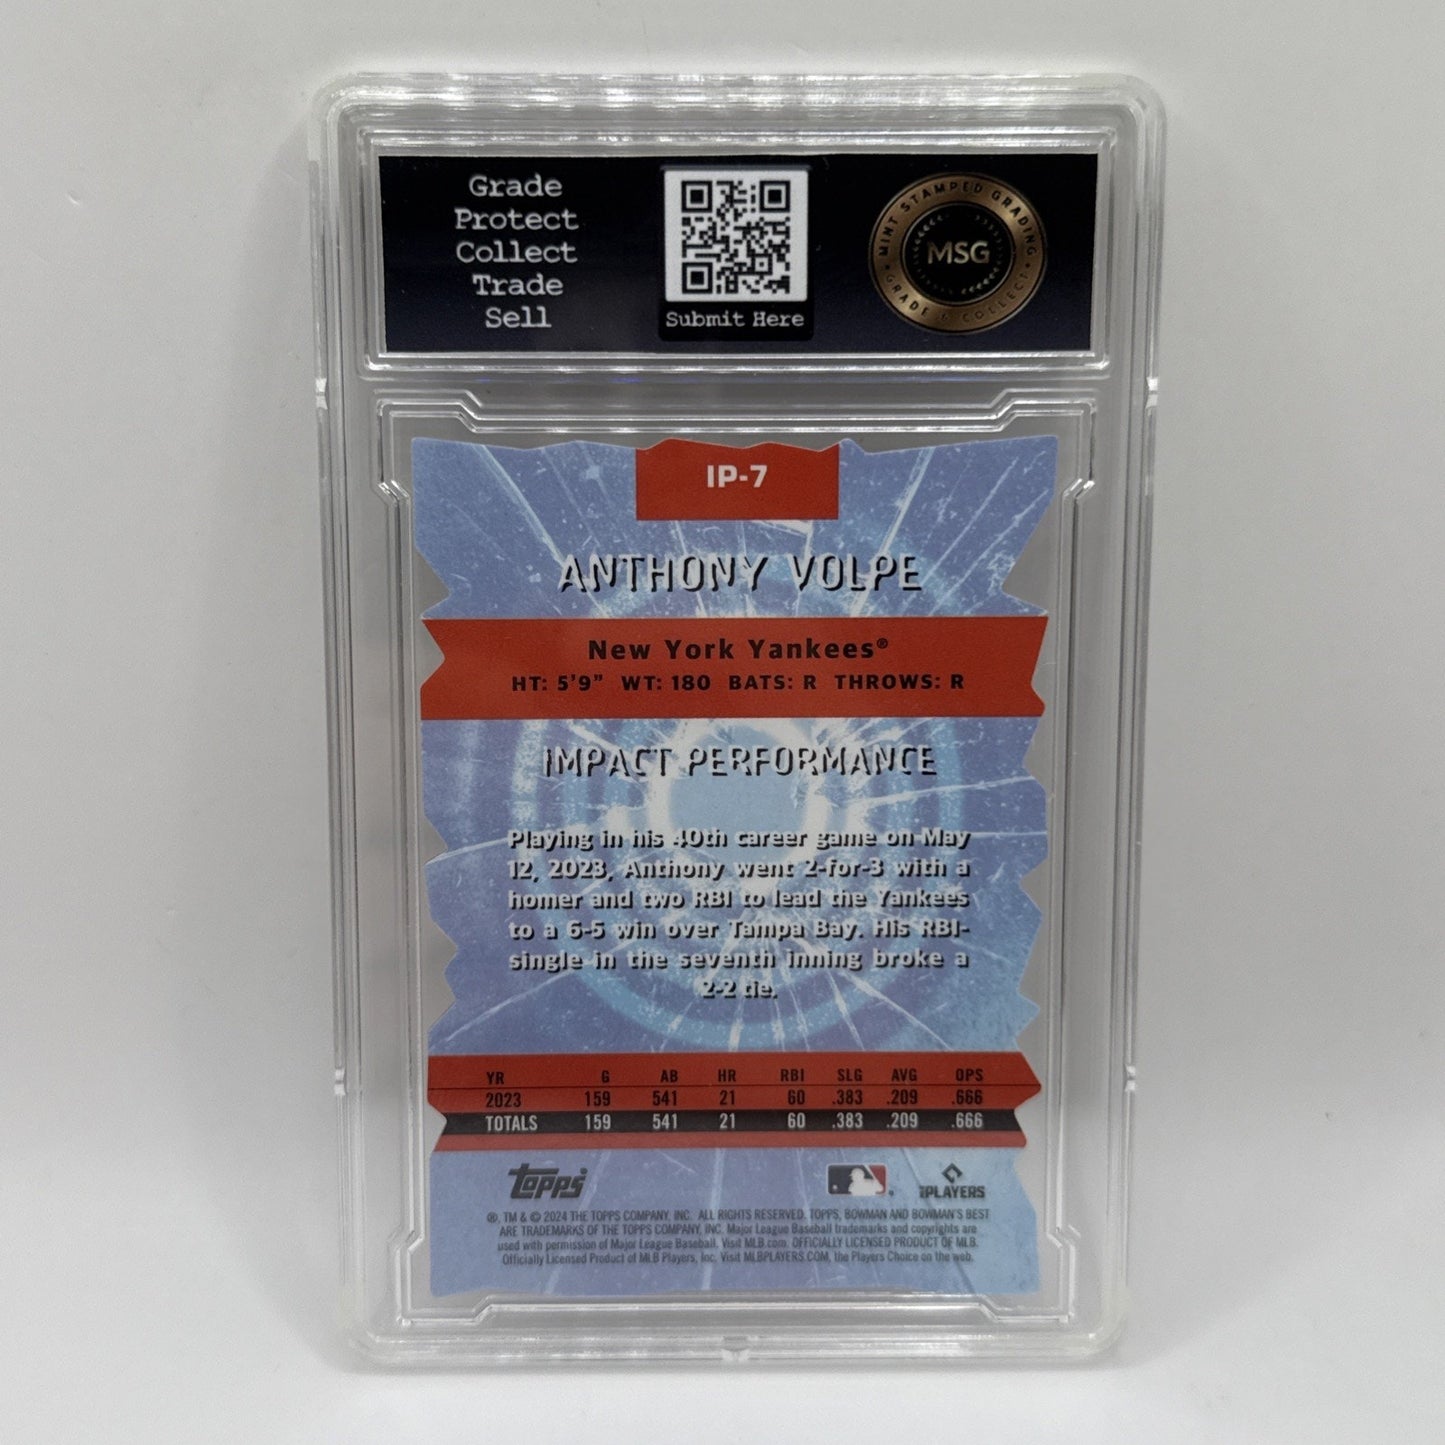 Grade
Protect
Collect
Trade
Sell
Submit Here
MINT STAMPED GRADING
MSG
GRADE & COLLECT
IP-7
ANTHONY VOLPE
New York Yankees®
HT: 5'9" WT: 180 BATS: R THROWS: R
IMPACT PERFORMANCE
Playing in his 40th career game on May
12, 2023, Anthony went 2-for-3 with a
homer and two RBI to lead the Yankees
to a 6-5 win over Tampa Bay. His RBI-
single in the seventh inning broke a
2-2 tie.
YR G AB HR RBI SLG AVG OPS
2023 159 541 21 60 .383 .209 .666
TOTALS 159 541 21 60 .383 .209 .666
topps
PLAYERS
®, TM & © 2024 THE TOPPS COMPANY, INC. ALL RIGHTS RESERVED. TOPPS, BOWMAN AND BOWMAN'S BEST
ARE TRADEMARKS OF THE TOPPS COMPANY, INC. Major League Baseball trademarks and copyrights are
used with permission of Major League Baseball. Visit MLB.com. OFFICIALLY LICENSED PRODUCT OF MLB.
Officially Licensed Product of MLB Players, Inc. Visit MLBPLAYERS.COM, the Players Choice on the web.